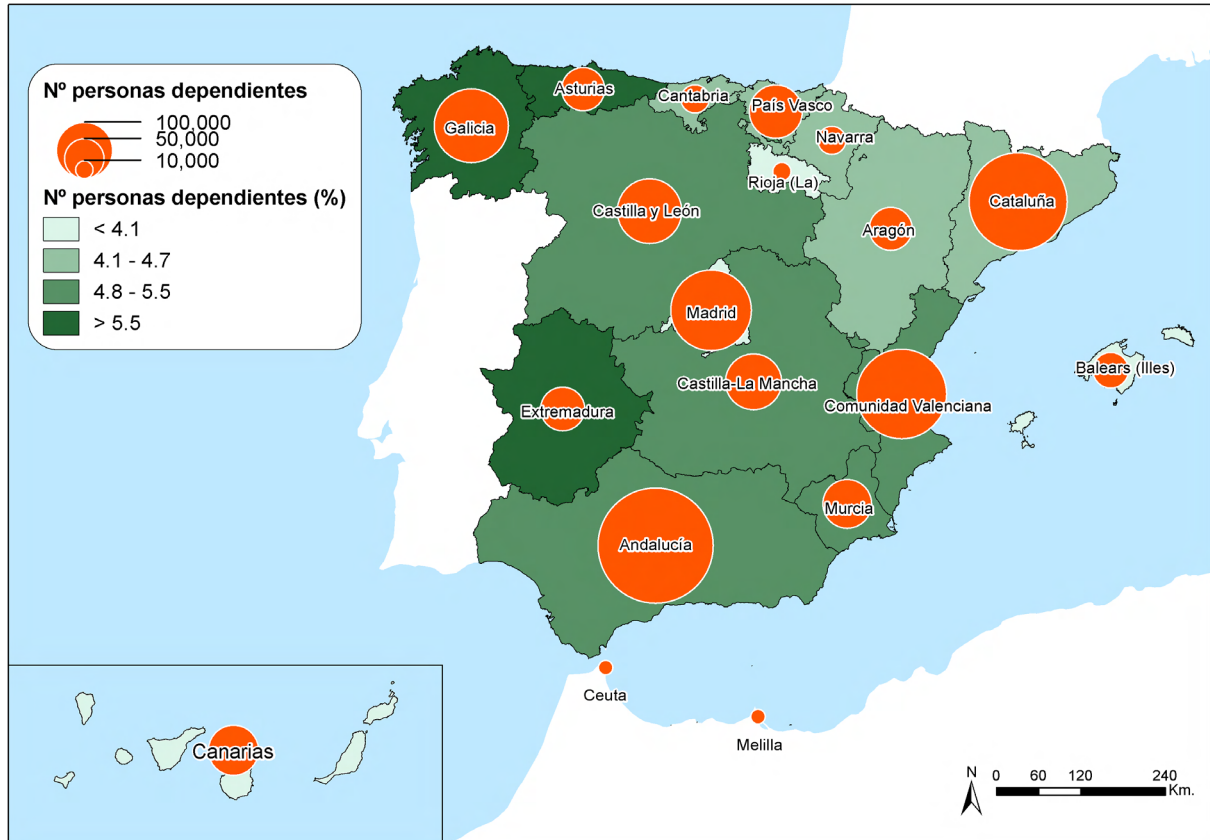 Nº personas dependientes
100,000
50,000
10,000
Nº personas dependientes (%)
< 4.1
4.1 - 4.7
4.8 - 5.5
> 5.5
Galicia
Asturias
Cantabria
País Vasco
Navarra
Rioja (La)
Castilla y León
Aragón
Cataluña
Madrid
Castilla-La Mancha
Extremadura
Comunidad Valenciana
Balears (Illes)
Murcia
Andalucía
Ceuta
Melilla
Canarias
N
0 60 120 240
Km.